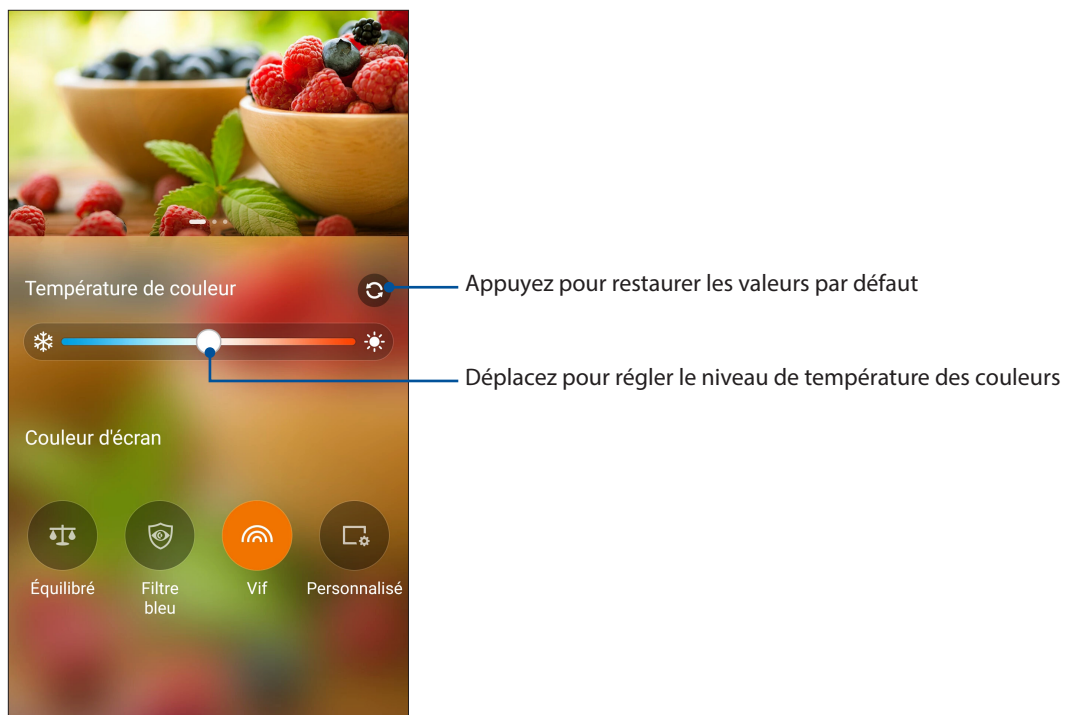 Température de couleur
Appuyez pour restaurer les valeurs par défaut
Déplacez pour régler le niveau de température des couleurs
Couleur d'écran
Équilibré
Filtre
bleu
Vif
Personnalisé